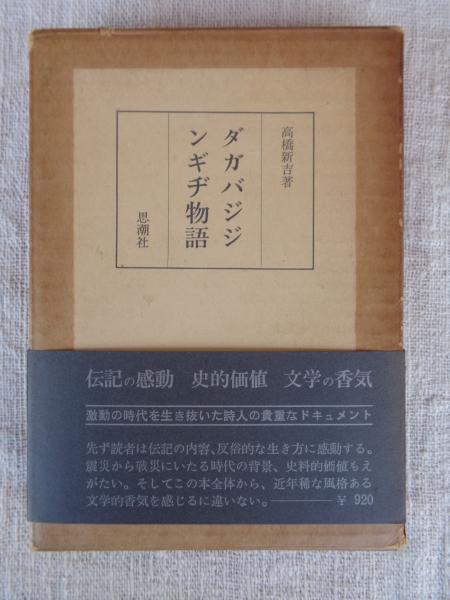 高橋新吉著
ダガバジジ
ンギヂ物語
思潮社
伝記の感動 史的価値 文学の香気
激動の時代を生き抜いた詩人の貴重なドキュメント
先ず読者は伝記の内容、反俗的な生き方に感動する。
震災から戦災にいたる時代の背景、史料的価値もえ
がたい。そしてこの本全体から、近年稀な風格ある
文学的香気を感じるに違いない。――― ¥ 920